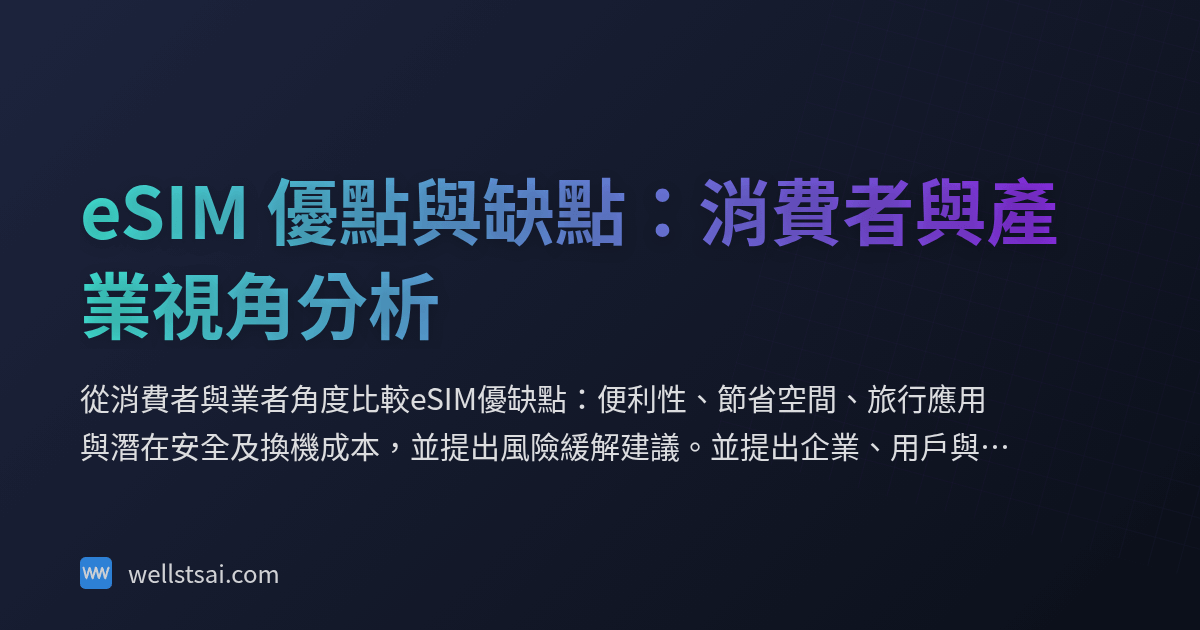 eSIM 優點與缺點：消費者與產
業視角分析
從消費者與業者角度比較eSIM優缺點：便利性、節省空間、旅行應用
與潛在安全及換機成本，並提出風險緩解建議。並提出企業、用戶與…
wellstsai.com